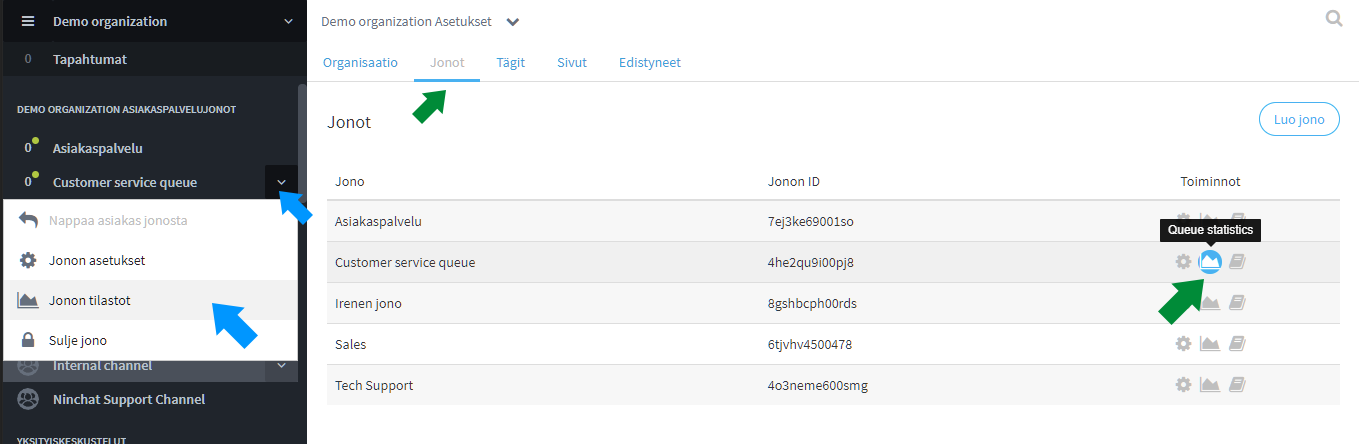 Demo organization
0 Tapahtumat
DEMO ORGANIZATION ASIAKASPALVELUJONOT
0 Asiakaspalvelu
0 Customer service queue
Nappaa asiakas jonosta
Jonon asetukset
Jonon tilastot
Sulje jono
Internal channel
Ninchat Support Channel
YKSITYISKESKUSTELUT
Demo organization Asetukset
Organisaatio Jonot Tägit Sivut Edistyneet
Jonot
Luo jono
Jono Jonon ID Toiminnot
Asiakaspalvelu 7ej3ke69001so
Queue statistics
Customer service queue 4he2qu9i00pj8
Irenen jono 8gshbcph00rds
Sales 6tjvhv4500478
Tech Support 4o3neme600smg